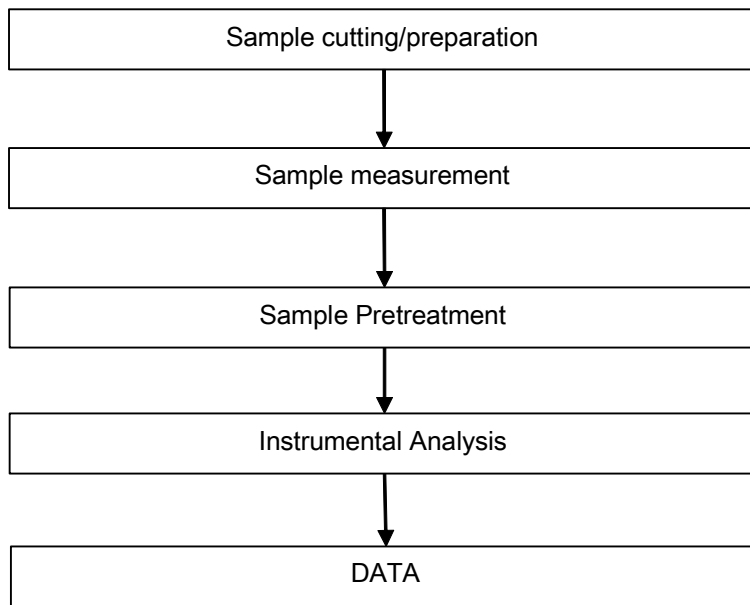 Sample cutting/preparation
Sample measurement
Sample Pretreatment
Instrumental Analysis
DATA